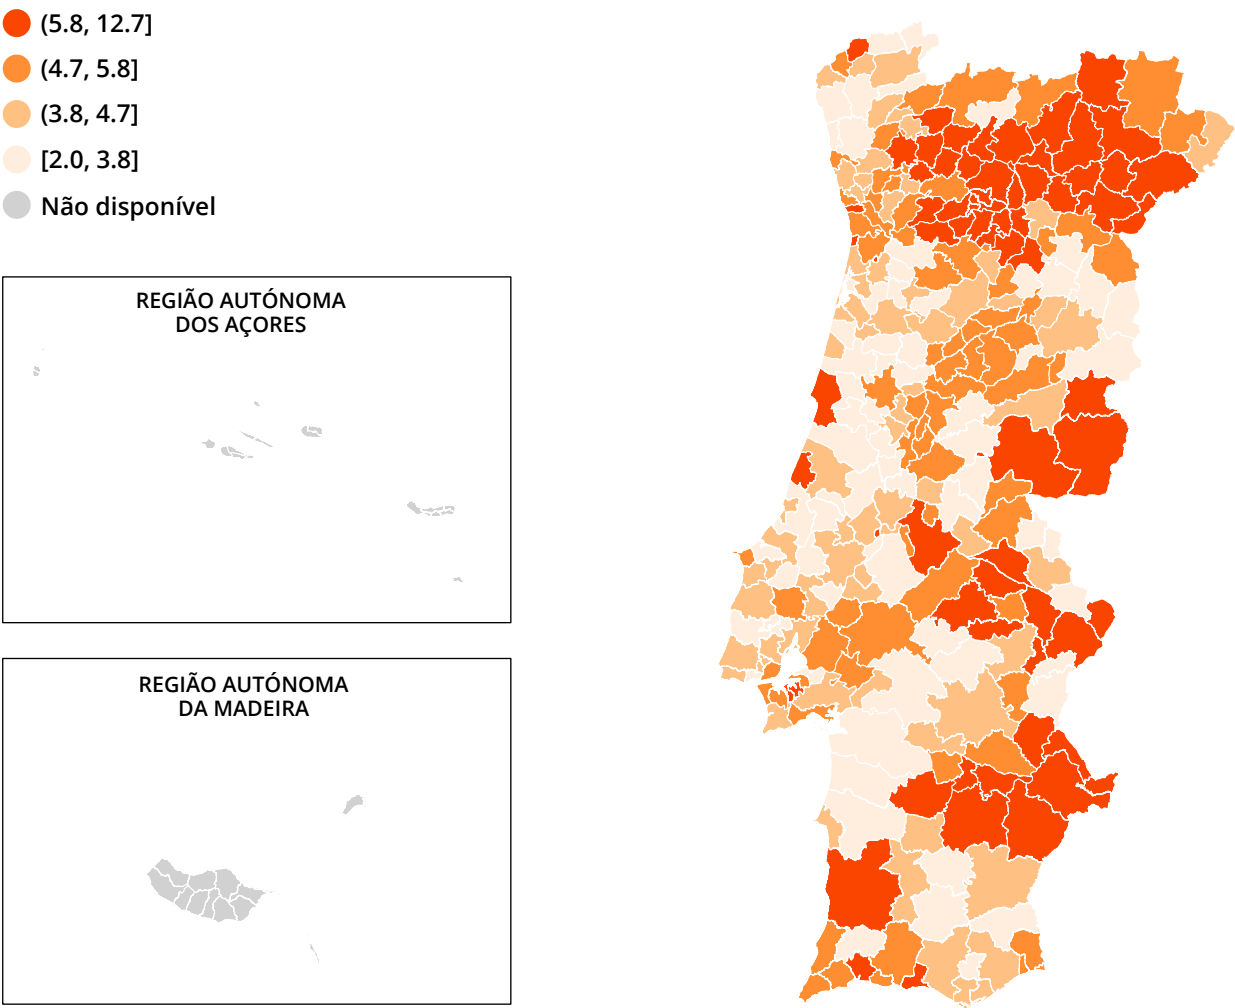 (5.8, 12.7]
(4.7, 5.8]
(3.8, 4.7]
[2.0, 3.8]
Não disponível
REGIÃO AUTÓNOMA
DOS AÇORES
REGIÃO AUTÓNOMA
DA MADEIRA